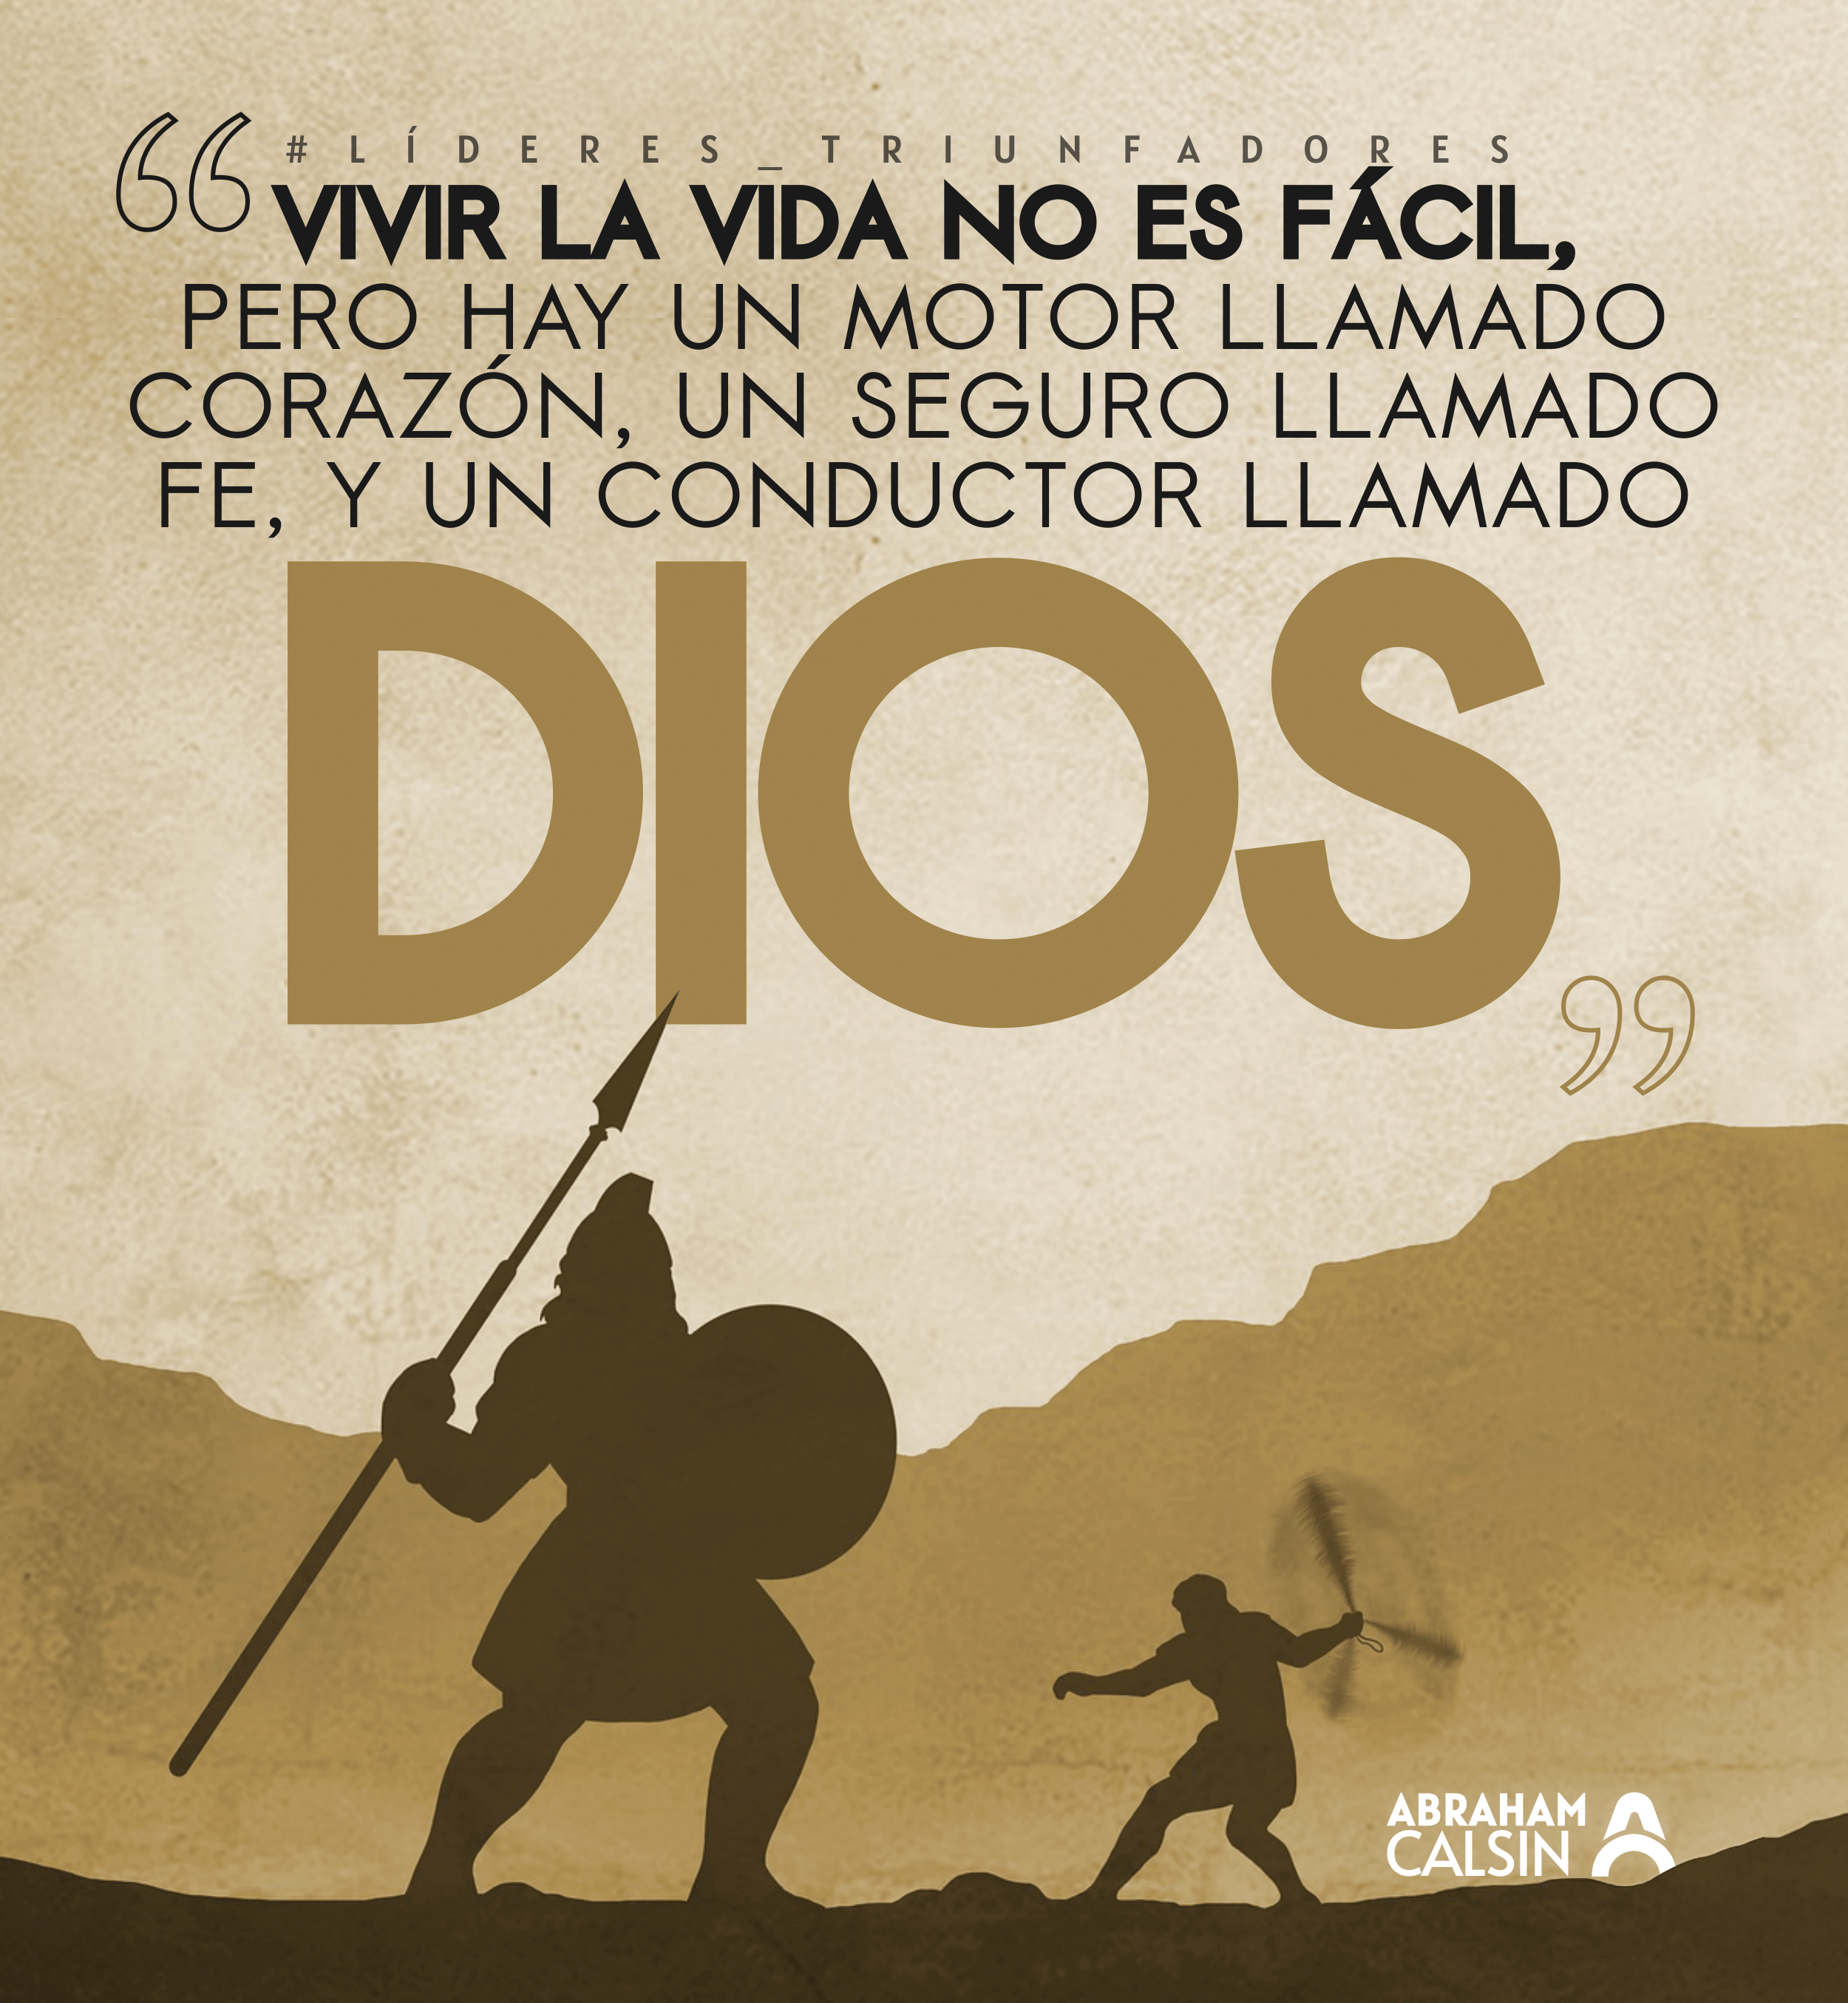 “ #LÍDERES_TRIUNFADORES
VIVIR LA VIDA NO ES FÁCIL,
PERO HAY UN MOTOR LLAMADO
CORAZÓN, UN SEGURO LLAMADO
FE, Y UN CONDUCTOR LLAMADO
DIOS ”
ABRAHAM
CALSIN